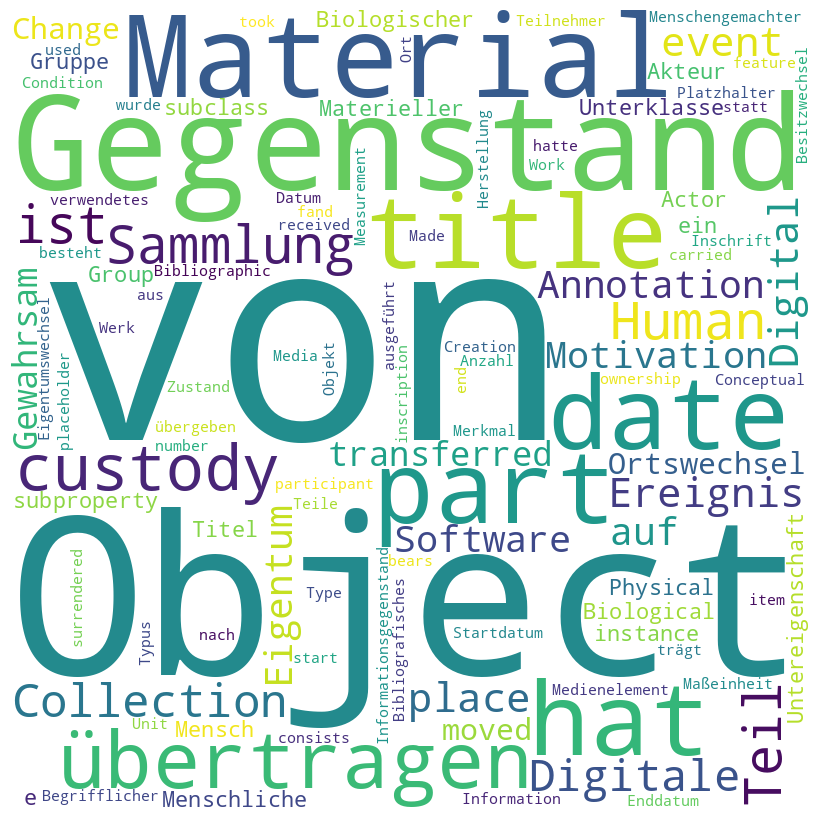 Change
used
took
Biologischer
Teilnehmer
Menschengemachter
Material
Gruppe
Ort
event
feature
Condition
Akteur
Platzhalter
Besitzwechsel
wurde
subclass
Materieller
Unterklasse
statt
Gegenstand
Herstellung
hatte
Work
verwendetes
Datum
fand
received
Measurement
Made
Actor
ist
Sammlung
title
ein
Inschrift
carried
Digital
besteht
Group
Bibliographic
Annotation
Gewahrsam
Eigentumswechsel
placeholder
aus
Werk
von
Media
Objekt
ausgeführt
Human
Creation
Anzahl
Motivation
ownership
Conceptual
Zustand
inscription
end
date
übergeben
number
Merkmal
custody
transferred
part
Ortswechsel
subproperty
participant
Teile
Ereignis
Titel
Eigentum
Software
auf
Object
surrendered
Typus
nach
Type
start
Informationsgegenstand
Bibliografisches
bears
Startdatum
Physical
Biological
instance
item
trägt
Untereigenschaft
Collection
Medienelement
Maßeinheit
place
hat
Teil
Unit
Mensch
consists
moved
übertragen
Digitale
e
Begrifflicher
Menschliche
Information
Enddatum